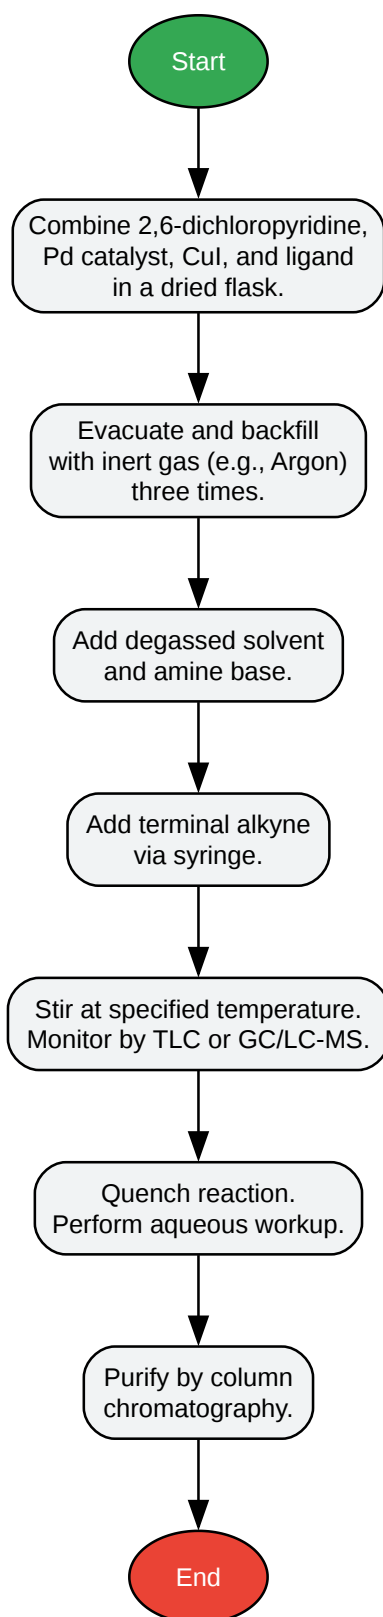 Start
Combine 2,6-dichloropyridine,
Pd catalyst, CuI, and ligand
in a dried flask.
Evacuate and backfill
with inert gas (e.g., Argon)
three times.
Add degassed solvent
and amine base.
Add terminal alkyne
via syringe.
Stir at specified temperature.
Monitor by TLC or GC/LC-MS.
Quench reaction.
Perform aqueous workup.
Purify by column
chromatography.
End